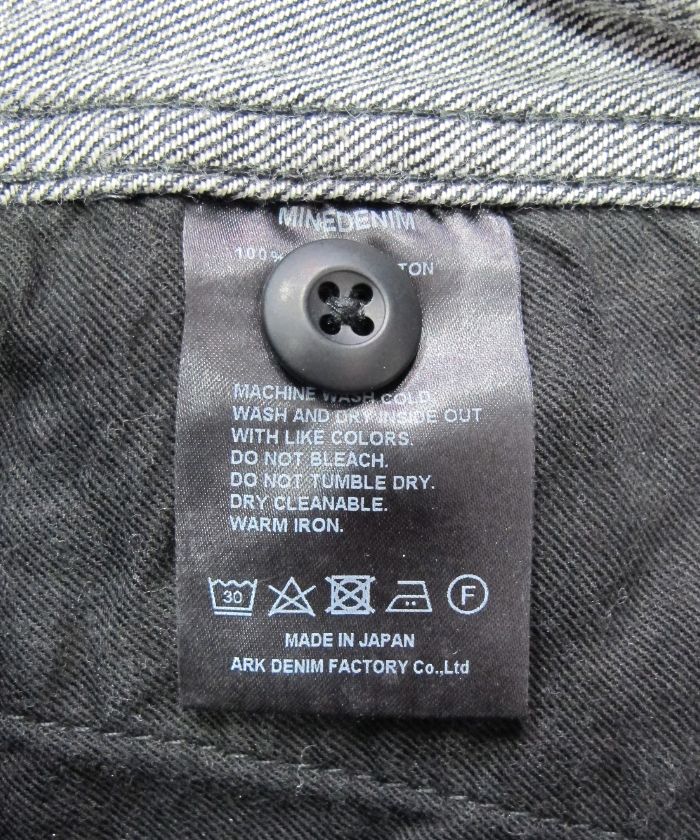 MINEDENIM
100% TON
MACHINE WASH COLD
WASH AND DRY INSIDE OUT
WITH LIKE COLORS.
DO NOT BLEACH.
DO NOT TUMBLE DRY.
DRY CLEANABLE.
WARM IRON.
30 F
MADE IN JAPAN
ARK DENIM FACTORY Co.,Ltd